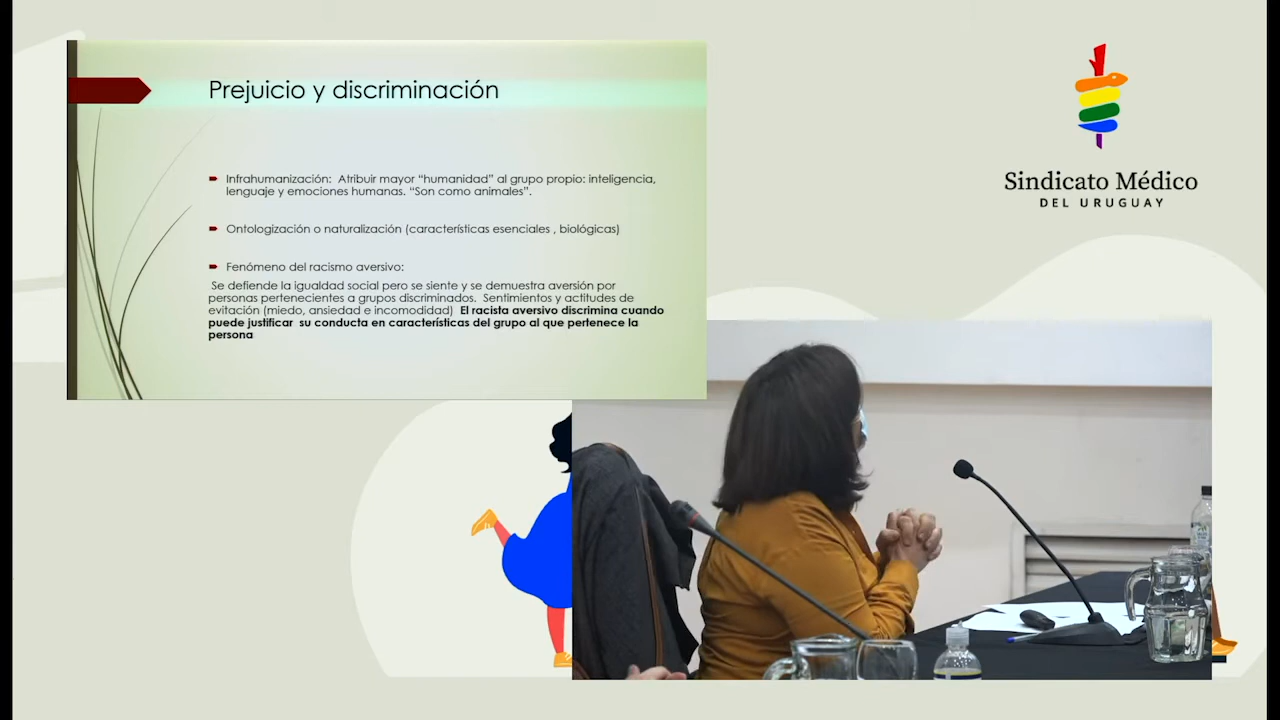 Prejuicio y discriminación
Infrahumanización: Atribuir mayor “humanidad” al grupo propio: inteligencia,
lenguaje y emociones humanas. “Son como animales”.
Ontologización o naturalización (características esenciales , biológicas)
Fenómeno del racismo aversivo:
Se defiende la igualdad social pero se siente y se demuestra aversión por
personas pertenecientes a grupos discriminados. Sentimientos y actitudes de
evitación (miedo, ansiedad e incomodidad) El racista aversivo discrimina cuando
puede justificar su conducta en características del grupo al que pertenece la
persona
Sindicato Médico
DEL URUGUAY